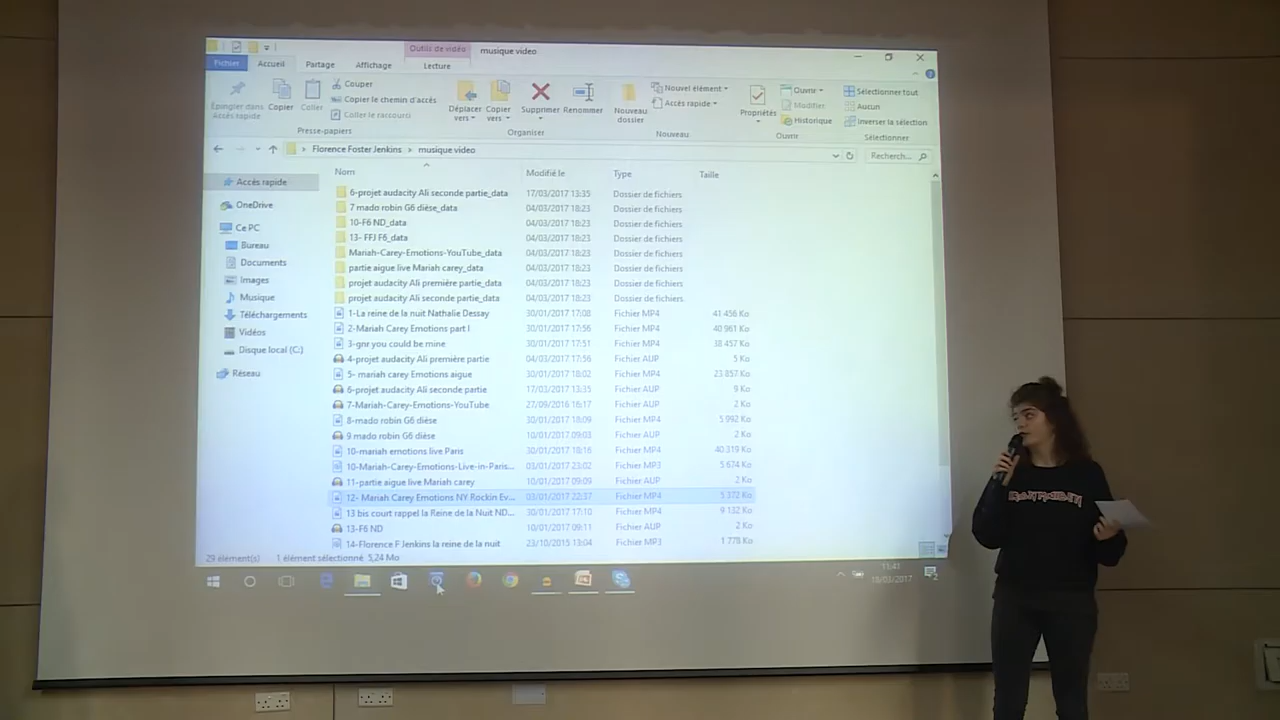 Outils de vidéo musique video
Fichier Accueil Partage Affichage Lecture
Épingler dans Accès rapide
Copier
Coller
Couper
Copier le chemin d'accès
Coller le raccourci
Presse-papiers
Déplacer vers
Copier vers
Supprimer
Renommer
Organiser
Nouveau dossier
Nouvel élément
Accès rapide
Nouveau
Propriétés
Ouvrir
Modifier
Historique
Ouvrir
Sélectionner tout
Aucun
Inverser la sélection
Sélectionner
Florence Foster Jenkins > musique video
Recherch...
Accès rapide
OneDrive
Ce PC
Bureau
Documents
Images
Musique
Téléchargements
Vidéos
Disque local (C:)
Réseau
Nom Modifié le Type Taille
6-projet audacity Ali seconde partie_data 17/03/2017 13:35 Dossier de fichiers
7 mado robin G6 dièse_data 04/03/2017 18:23 Dossier de fichiers
10-F6 ND_data 04/03/2017 18:23 Dossier de fichiers
13- FFJ F6_data 04/03/2017 18:23 Dossier de fichiers
Mariah-Carey-Emotions-YouTube_data 04/03/2017 18:23 Dossier de fichiers
partie aigue live Mariah carey_data 04/03/2017 18:23 Dossier de fichiers
projet audacity Ali première partie_data 04/03/2017 18:23 Dossier de fichiers
projet audacity Ali seconde partie_data 04/03/2017 18:23 Dossier de fichiers
1-La reine de la nuit Nathalie Dessay 30/01/2017 17:08 Fichier MP4 41 456 Ko
2-Mariah Carey Emotions part I 30/01/2017 17:56 Fichier MP4 40 961 Ko
3-gnr you could be mine 30/01/2017 17:51 Fichier MP4 38 457 Ko
4-projet audacity Ali première partie 04/03/2017 17:56 Fichier AUP 5 Ko
5- mariah carey Emotions aigue 30/01/2017 18:02 Fichier MP4 23 857 Ko
6-projet audacity Ali seconde partie 17/03/2017 13:35 Fichier AUP 9 Ko
7-Mariah-Carey-Emotions-YouTube 27/09/2016 16:17 Fichier AUP 2 Ko
8-mado robin G6 dièse 30/01/2017 18:09 Fichier MP4 5 992 Ko
9 mado robin G6 dièse 10/01/2017 09:03 Fichier AUP 2 Ko
10-mariah emotions live Paris 30/01/2017 18:16 Fichier MP4 40 319 Ko
10-Mariah-Carey-Emotions-Live-in-Paris... 03/01/2017 23:02 Fichier MP3 5 674 Ko
11-partie aigue live Mariah carey 10/01/2017 09:09 Fichier AUP 2 Ko
12- Mariah Carey Emotions NY Rockin Ev... 03/01/2017 22:37 Fichier MP4 5 372 Ko
13 bis court rappel la Reine de la Nuit ND... 30/01/2017 17:10 Fichier MP4 9 132 Ko
13-F6 ND 10/01/2017 09:11 Fichier AUP 2 Ko
14-Florence F Jenkins la reine de la nuit 23/10/2015 13:04 Fichier MP3 1 778 Ko
29 élément(s) 1 élément sélectionné 5,24 Mo
11:41
18/03/2017
IRON MAIDEN